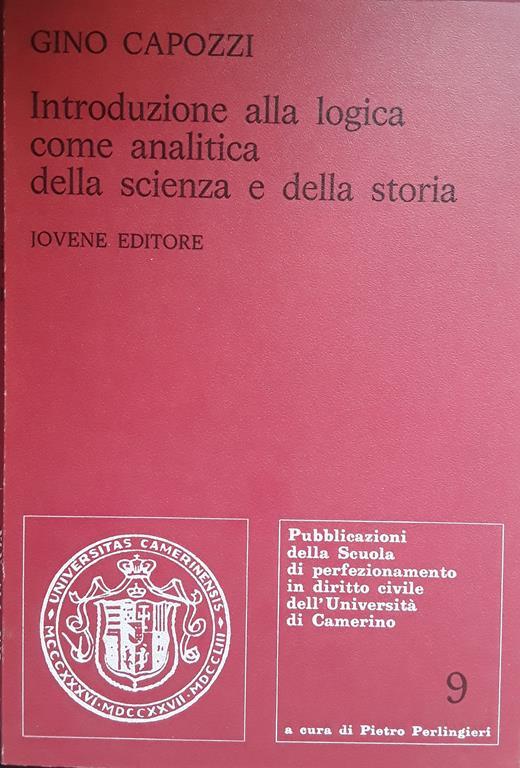 GINO CAPOZZI
Introduzione alla logica
come analitica
della scienza e della storia
JOVENE EDITORE
UNIVERSITAS CAMERINENSIS
MCCXXXVI MDCCXXVII MDCCLIII
Pubblicazioni
della Scuola
di perfezionamento
in diritto civile
dell'Università
di Camerino
9
a cura di Pietro Perlingieri